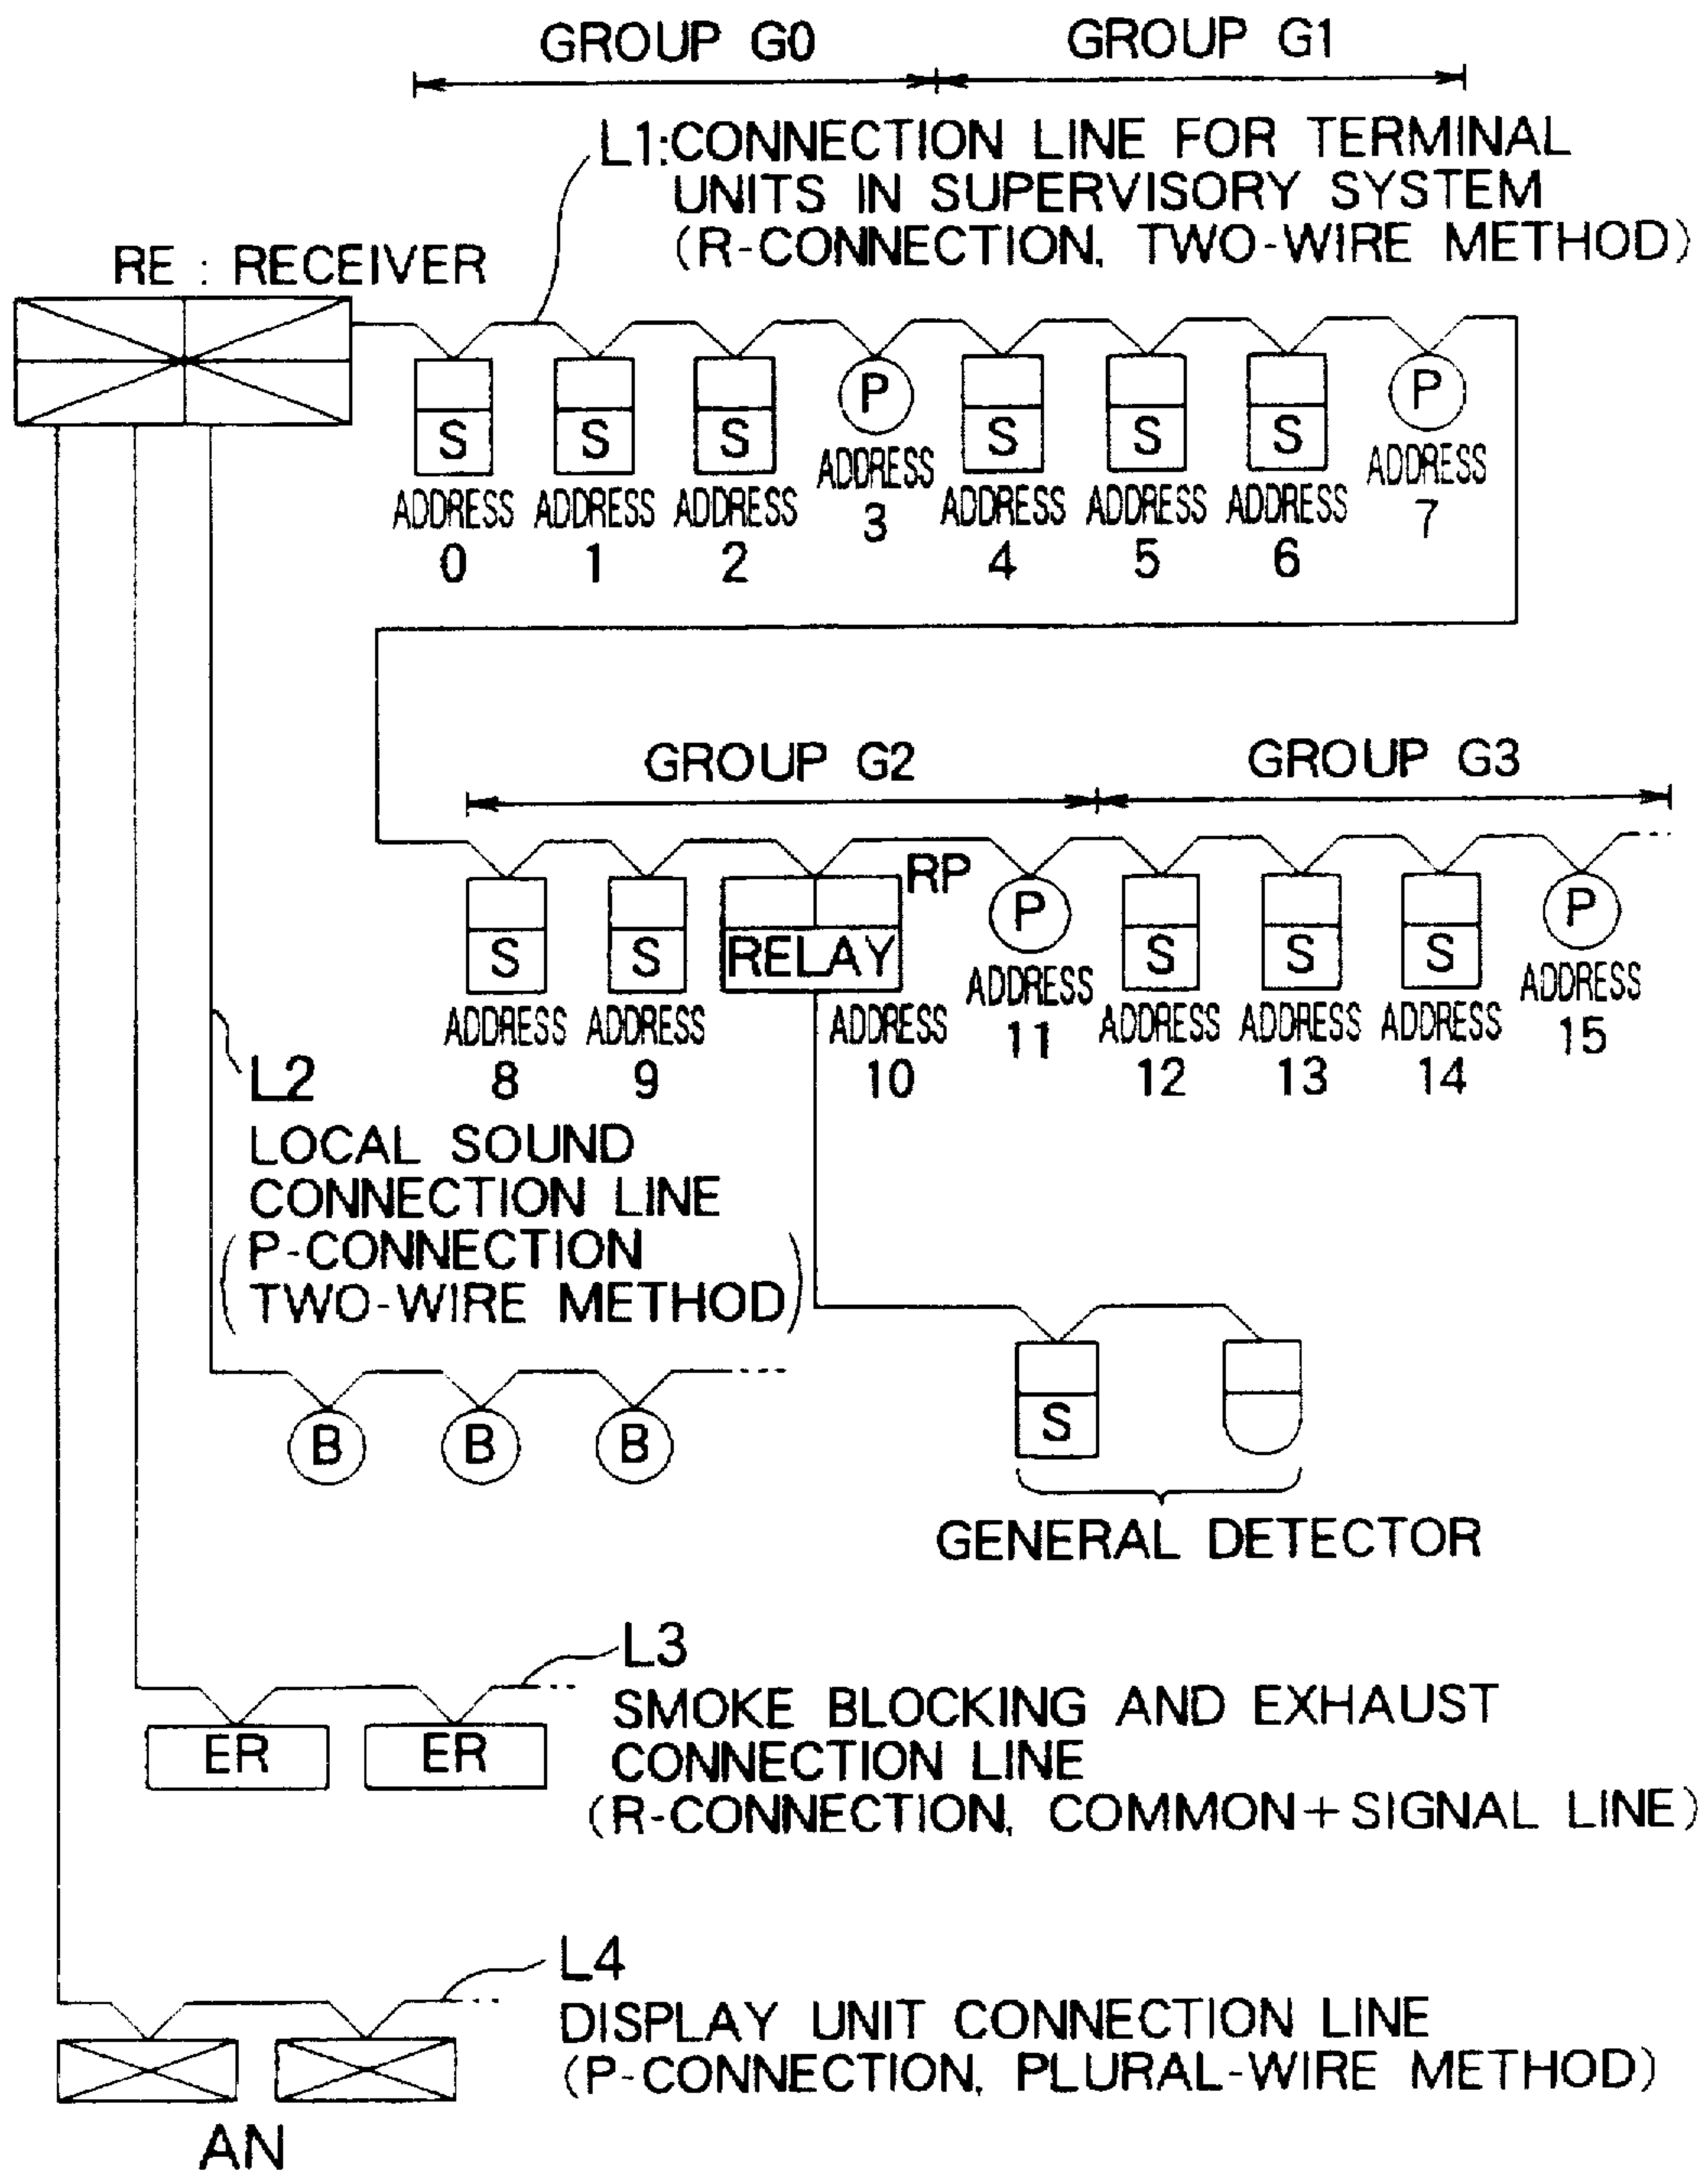 GROUP G0 GROUP G1
L1:CONNECTION LINE FOR TERMINAL
UNITS IN SUPERVISORY SYSTEM
(R-CONNECTION, TWO-WIRE METHOD)
RE : RECEIVER
S S S P S S S P
ADDRESS 0
ADDRESS 1
ADDRESS 2
ADDRESS 3
ADDRESS 4
ADDRESS 5
ADDRESS 6
ADDRESS 7
GROUP G2 GROUP G3
RP
S S RELAY P S S S P
ADDRESS 8
ADDRESS 9
ADDRESS 10
ADDRESS 11
ADDRESS 12
ADDRESS 13
ADDRESS 14
ADDRESS 15
L2
LOCAL SOUND
CONNECTION LINE
(P-CONNECTION
TWO-WIRE METHOD)
B B B
S
GENERAL DETECTOR
L3
SMOKE BLOCKING AND EXHAUST
CONNECTION LINE
(R-CONNECTION, COMMON+SIGNAL LINE)
ER ER
L4
DISPLAY UNIT CONNECTION LINE
(P-CONNECTION, PLURAL-WIRE METHOD)
AN